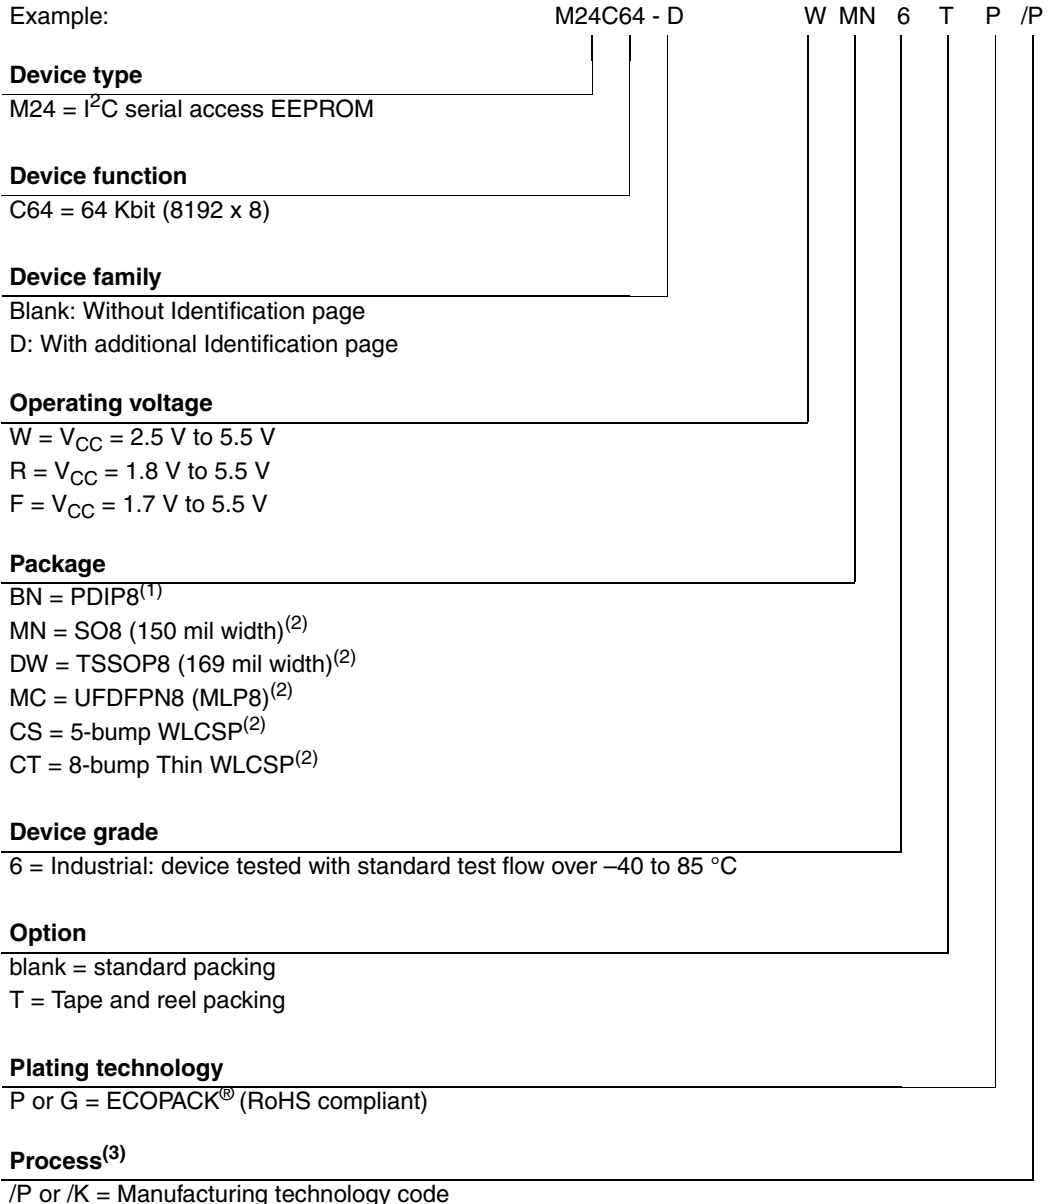 Example: M24C64 - D W MN 6 T P /P
Device type
M24 = I²C serial access EEPROM
Device function
C64 = 64 Kbit (8192 x 8)
Device family
Blank: Without Identification page
D: With additional Identification page
Operating voltage
W = VCC = 2.5 V to 5.5 V
R = VCC = 1.8 V to 5.5 V
F = VCC = 1.7 V to 5.5 V
Package
BN = PDIP8(1)
MN = SO8 (150 mil width)(2)
DW = TSSOP8 (169 mil width)(2)
MC = UFDFPN8 (MLP8)(2)
CS = 5-bump WLCSP(2)
CT = 8-bump Thin WLCSP(2)
Device grade
6 = Industrial: device tested with standard test flow over –40 to 85 °C
Option
blank = standard packing
T = Tape and reel packing
Plating technology
P or G = ECOPACK® (RoHS compliant)
Process(3)
/P or /K = Manufacturing technology code